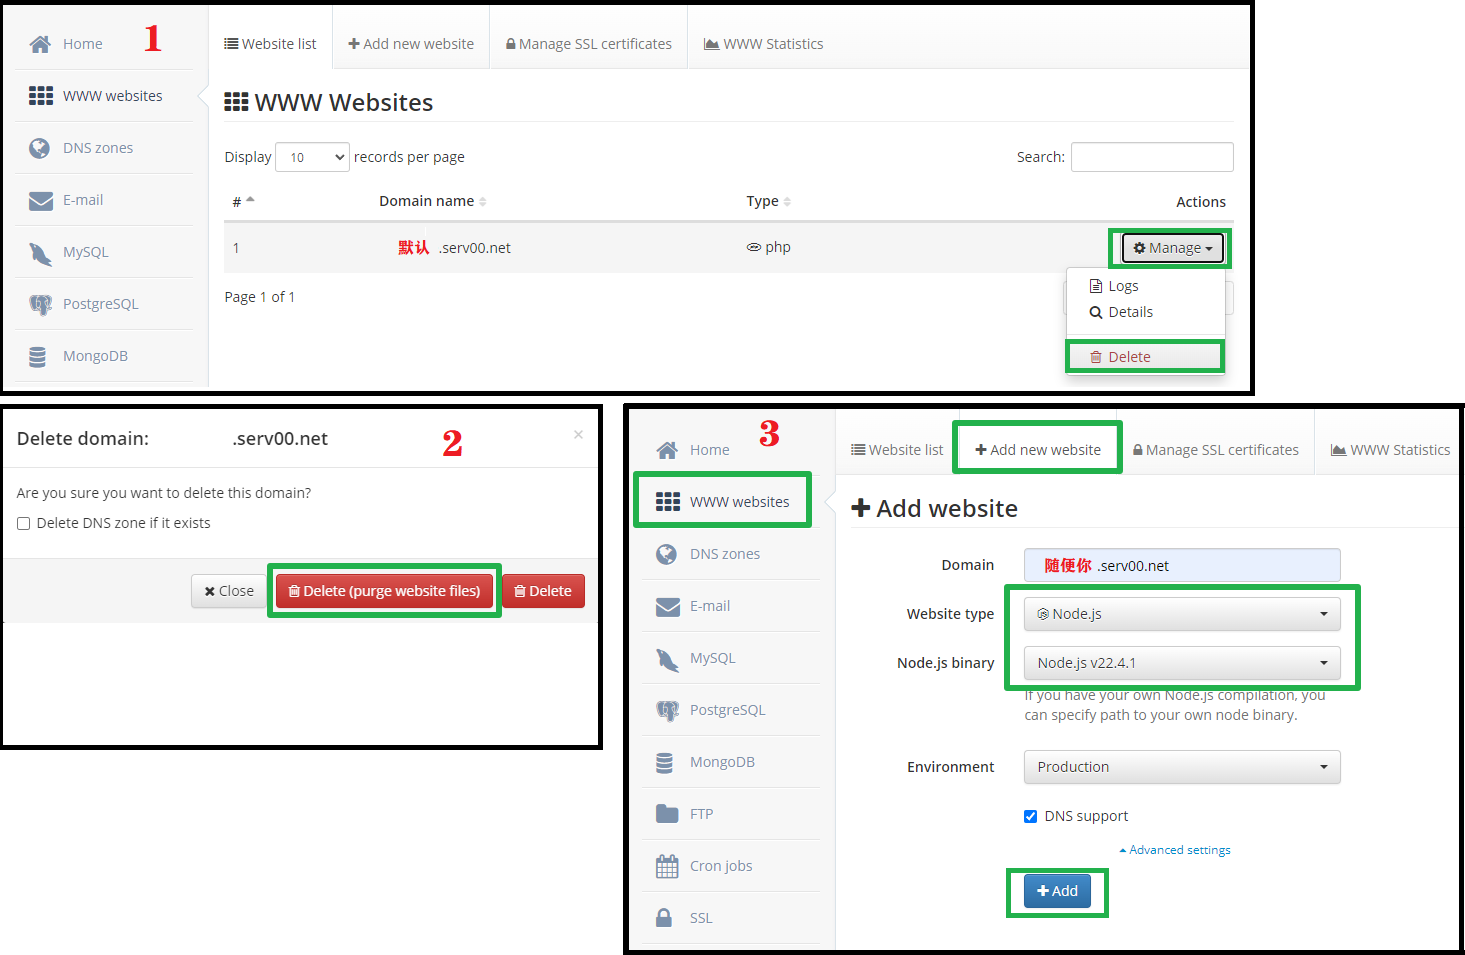 1
Home
WWW websites
DNS zones
E-mail
MySQL
PostgreSQL
MongoDB
Website list
Add new website
Manage SSL certificates
WWW Statistics
WWW Websites
Display 10 records per page
Search:
# Domain name Type Actions
1 默认 .serv00.net php Manage
Logs
Details
Delete
Page 1 of 1
2
Delete domain: .serv00.net ×
Are you sure you want to delete this domain?
Delete DNS zone if it exists
Close
Delete (purge website files)
Delete
3
Home
WWW websites
DNS zones
E-mail
MySQL
PostgreSQL
MongoDB
FTP
Cron jobs
SSL
Website list
Add new website
Manage SSL certificates
WWW Statistics
Add website
Domain 随便你 .serv00.net
Website type Node.js
Node.js binary Node.js v22.4.1
If you have your own Node.js compilation, you
can specify path to your own node binary.
Environment Production
DNS support
Advanced settings
Add